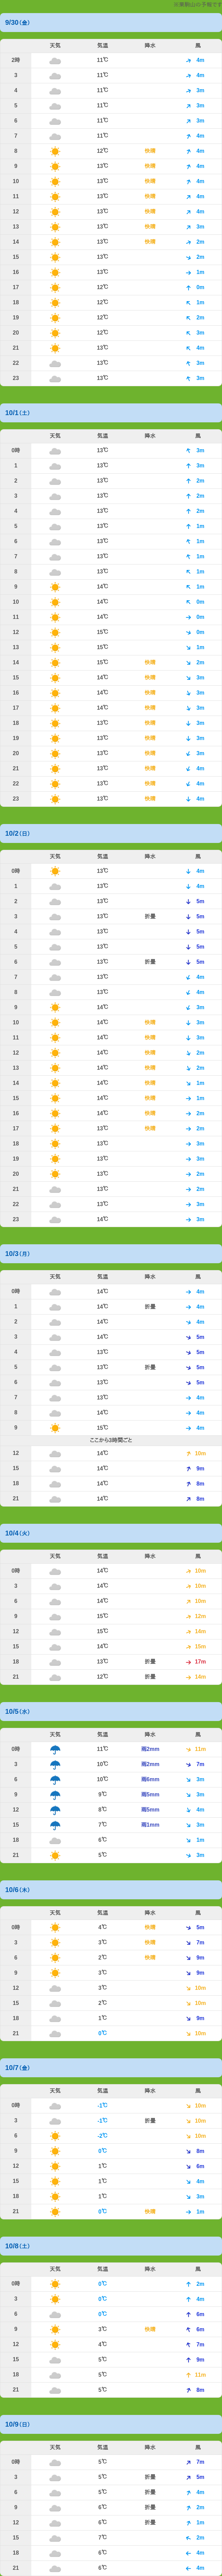 9/30（金）
天気 気温 降水 風
2時 11℃ 4m
3 11℃ 4m
4 11℃ 3m
5 11℃ 3m
6 11℃ 3m
7 11℃ 4m
8 12℃ 快晴 4m
9 13℃ 快晴 4m
10 13℃ 快晴 4m
11 13℃ 快晴 4m
12 13℃ 快晴 4m
13 13℃ 快晴 3m
14 13℃ 快晴 2m
15 13℃ 2m
16 13℃ 1m
17 12℃ 0m
18 12℃ 1m
19 12℃ 2m
20 12℃ 3m
21 13℃ 4m
22 13℃ 3m
23 13℃ 3m
10/1（土）
天気 気温 降水 風
0時 13℃ 3m
1 13℃ 3m
2 13℃ 2m
3 13℃ 2m
4 13℃ 2m
5 13℃ 1m
6 13℃ 1m
7 13℃ 1m
8 13℃ 1m
9 14℃ 1m
10 14℃ 0m
11 14℃ 0m
12 15℃ 0m
13 15℃ 1m
14 15℃ 快晴 2m
15 14℃ 快晴 3m
16 14℃ 快晴 3m
17 14℃ 快晴 3m
18 13℃ 快晴 3m
19 13℃ 快晴 3m
20 13℃ 快晴 3m
21 13℃ 快晴 4m
22 13℃ 快晴 4m
23 13℃ 快晴 4m
10/2（日）
天気 気温 降水 風
0時 13℃ 4m
1 13℃ 4m
2 13℃ 5m
3 13℃ 折畳 5m
4 13℃ 5m
5 13℃ 5m
6 13℃ 折畳 5m
7 13℃ 4m
8 13℃ 4m
9 14℃ 3m
10 14℃ 快晴 3m
11 14℃ 快晴 3m
12 14℃ 快晴 2m
13 14℃ 快晴 2m
14 14℃ 快晴 1m
15 14℃ 快晴 1m
16 14℃ 快晴 2m
17 13℃ 快晴 2m
18 13℃ 3m
19 13℃ 3m
20 13℃ 2m
21 13℃ 2m
22 13℃ 3m
23 14℃ 3m
10/3（月）
天気 気温 降水 風
0時 14℃ 4m
1 14℃ 折畳 4m
2 14℃ 4m
3 14℃ 5m
4 13℃ 5m
5 13℃ 折畳 5m
6 13℃ 5m
7 13℃ 4m
8 14℃ 4m
9 15℃ 4m
ここから3時間ごと
12 14℃ 10m
15 14℃ 9m
18 14℃ 8m
21 14℃ 8m
10/4（火）
天気 気温 降水 風
0時 14℃ 10m
3 14℃ 10m
6 14℃ 10m
9 15℃ 12m
12 15℃ 14m
15 14℃ 15m
18 13℃ 折畳 17m
21 12℃ 折畳 14m
10/5（水）
天気 気温 降水 風
0時 11℃ 雨2mm 11m
3 10℃ 雨2mm 7m
6 10℃ 雨6mm 3m
9 9℃ 雨5mm 3m
12 8℃ 雨5mm 4m
15 7℃ 雨1mm 3m
18 6℃ 1m
21 5℃ 3m
10/6（木）
天気 気温 降水 風
0時 4℃ 快晴 5m
3 3℃ 快晴 7m
6 2℃ 快晴 9m
9 3℃ 9m
12 3℃ 10m
15 2℃ 10m
18 1℃ 9m
21 0℃ 10m
10/7（金）
天気 気温 降水 風
0時 -1℃ 10m
3 -1℃ 折畳 10m
6 -2℃ 10m
9 0℃ 8m
12 1℃ 6m
15 1℃ 4m
18 1℃ 3m
21 0℃ 快晴 1m
10/8（土）
天気 気温 降水 風
0時 0℃ 2m
3 0℃ 4m
6 0℃ 6m
9 3℃ 快晴 6m
12 4℃ 7m
15 5℃ 9m
18 5℃ 11m
21 5℃ 8m
10/9（日）
天気 気温 降水 風
0時 5℃ 7m
3 5℃ 折畳 5m
6 5℃ 折畳 4m
9 6℃ 折畳 2m
12 6℃ 折畳 1m
15 7℃ 2m
18 6℃ 4m
21 6℃ 4m